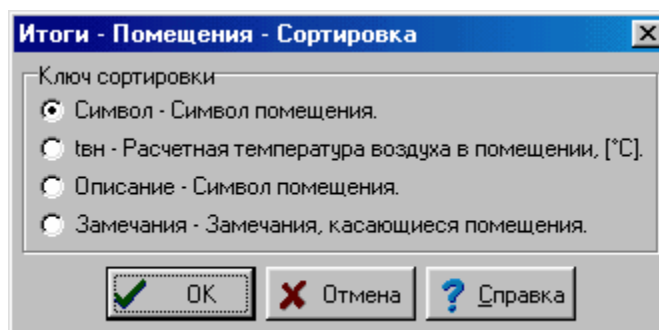 Итоги - Помещения - Сортировка
Ключ сортировки
Символ - Символ помещения.
tвн - Расчетная температура воздуха в помещении, [°C].
Описание - Символ помещения.
Замечания - Замечания, касающиеся помещения.
OK
Отмена
Справка